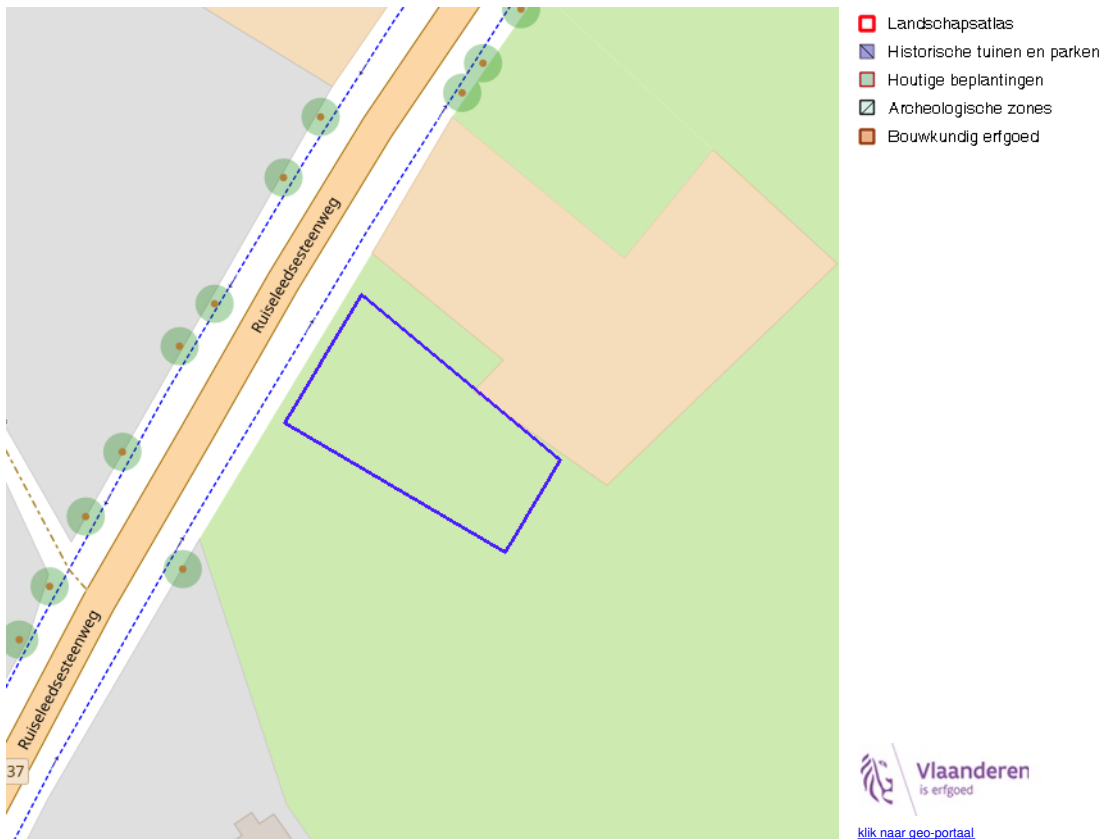 Ruiseleedsesteenweg
Ruiseleedsesteenweg
37
Landschapsatlas
Historische tuinen en parken
Houtige beplantingen
Archeologische zones
Bouwkundig erfgoed
Vlaanderen
is erfgoed
klik naar geo-portaal